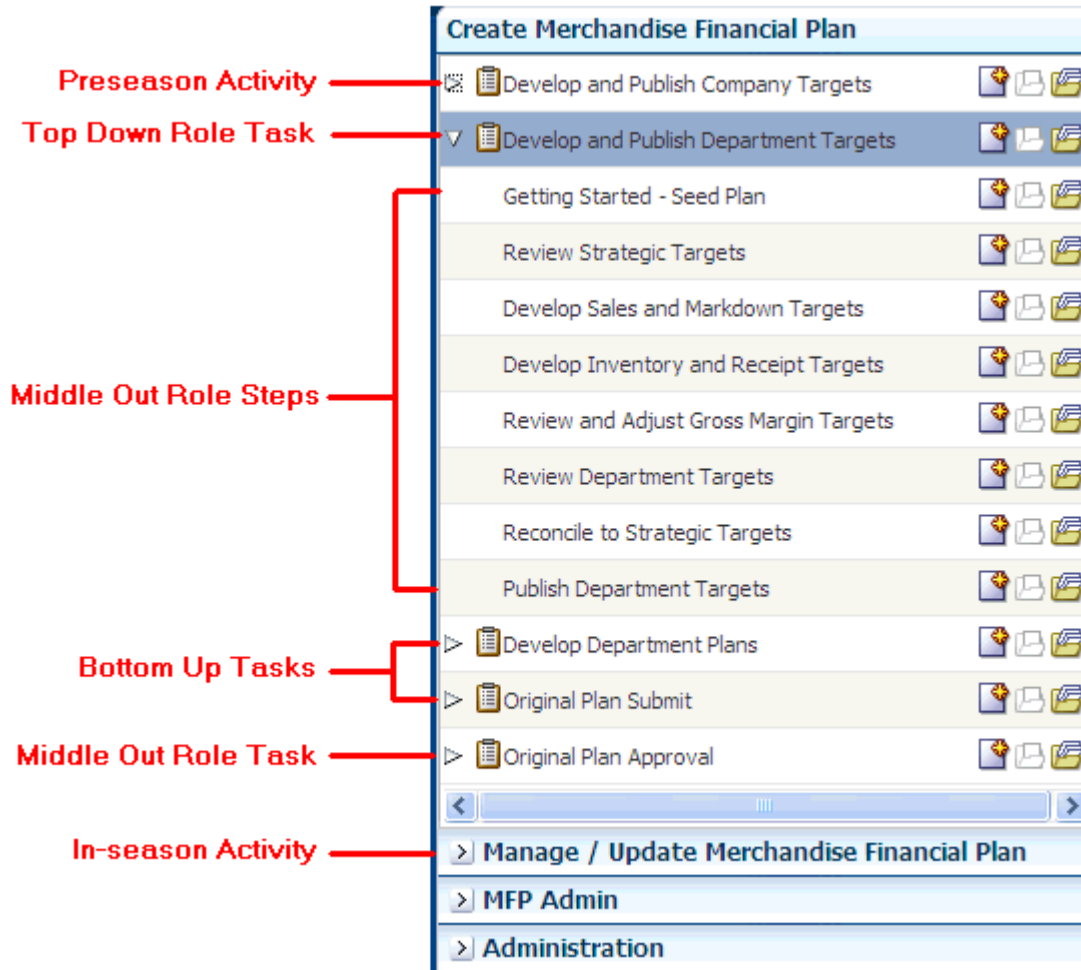 Create Merchandise Financial Plan
Preseason Activity
Develop and Publish Company Targets
Top Down Role Task
Develop and Publish Department Targets
Getting Started - Seed Plan
Review Strategic Targets
Develop Sales and Markdown Targets
Develop Inventory and Receipt Targets
Middle Out Role Steps
Review and Adjust Gross Margin Targets
Review Department Targets
Reconcile to Strategic Targets
Publish Department Targets
Develop Department Plans
Bottom Up Tasks
Original Plan Submit
Middle Out Role Task
Original Plan Approval
In-season Activity
Manage / Update Merchandise Financial Plan
MFP Admin
Administration